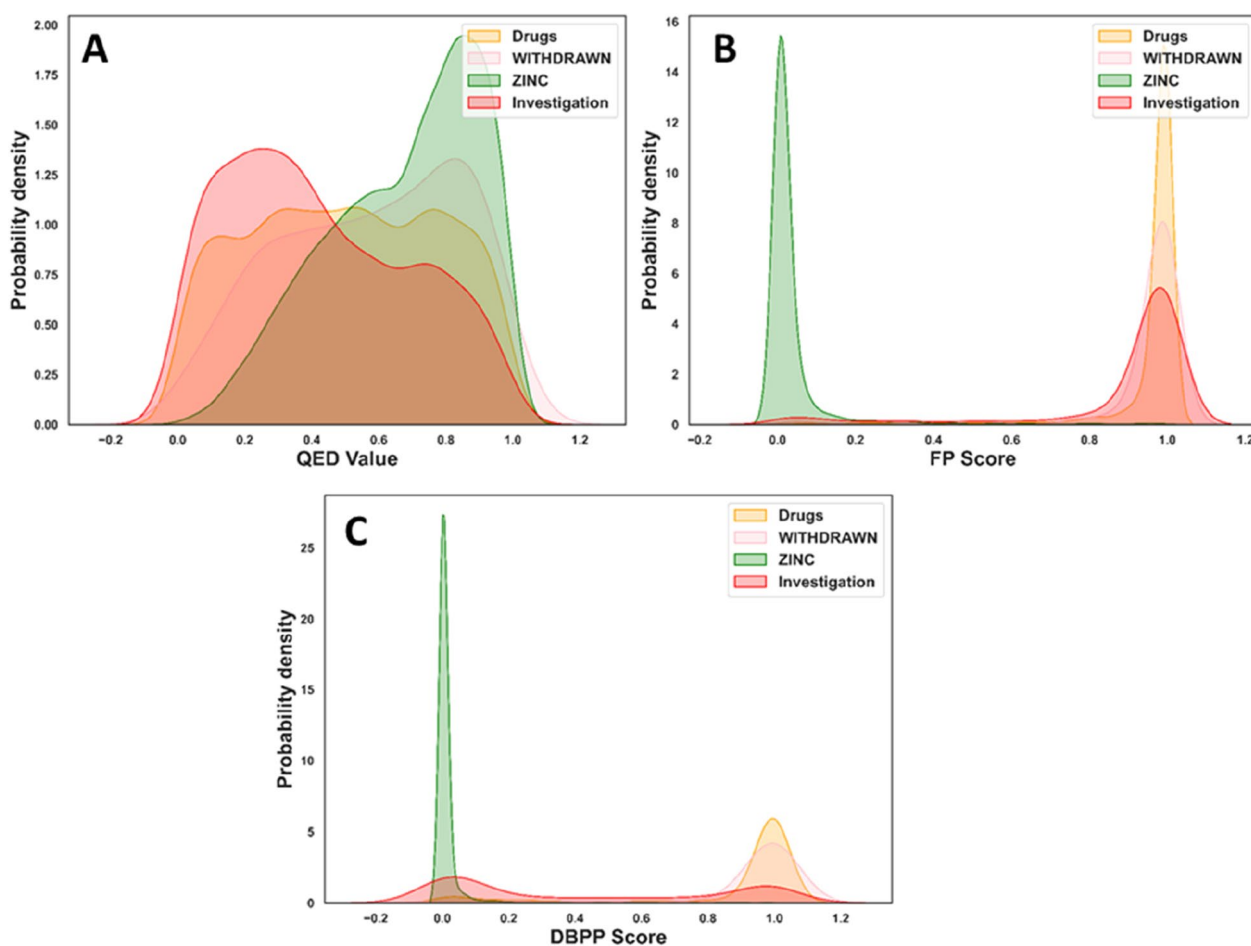 A
Drugs
WITHDRAWN
ZINC
Investigation
2.00
1.75
1.50
1.25
1.00
0.75
0.50
0.25
0.00
Probability density
−0.2 0.0 0.2 0.4 0.6 0.8 1.0 1.2
QED Value
B
Drugs
WITHDRAWN
ZINC
Investigation
16
14
12
10
8
6
4
2
0
Probability density
−0.2 0.0 0.2 0.4 0.6 0.8 1.0 1.2
FP Score
C
Drugs
WITHDRAWN
ZINC
Investigation
25
20
15
10
5
0
Probability density
−0.2 0.0 0.2 0.4 0.6 0.8 1.0 1.2
DBPP Score